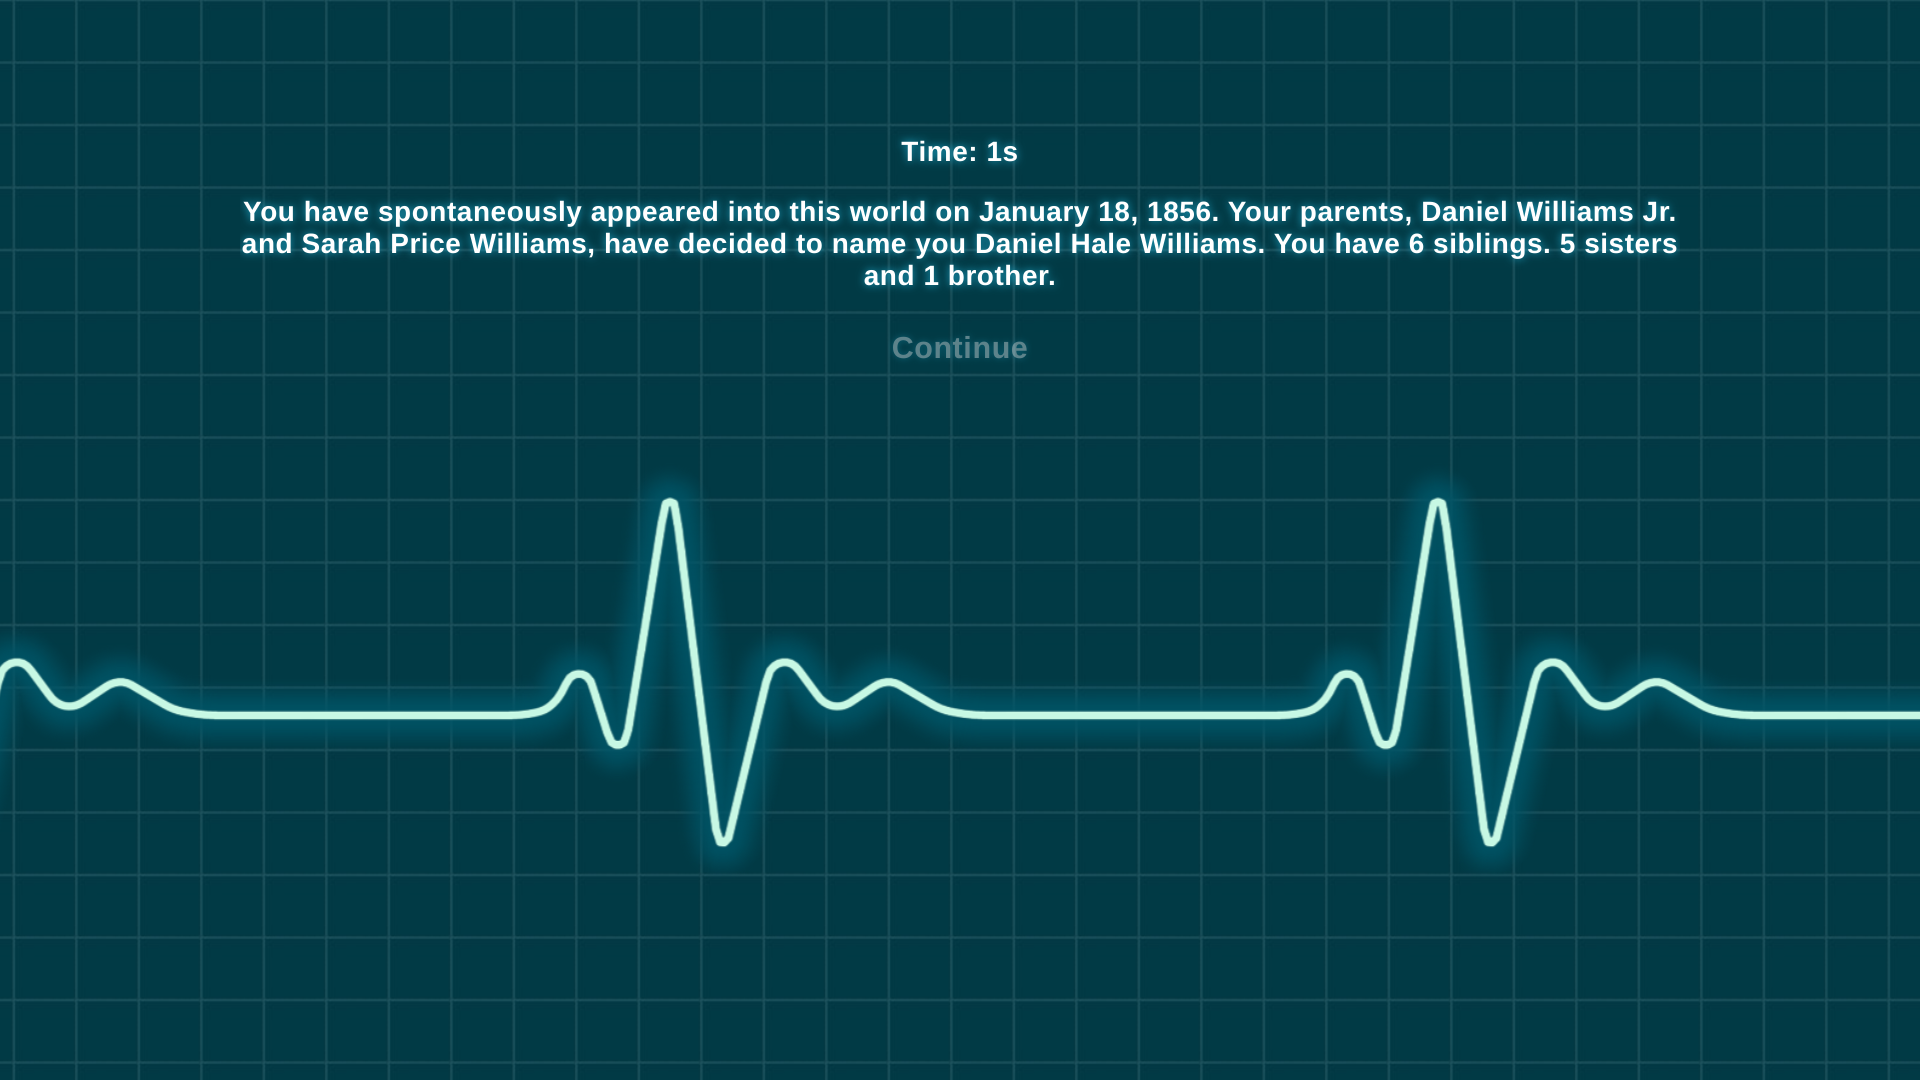 Time: 1s
You have spontaneously appeared into this world on January 18, 1856. Your parents, Daniel Williams Jr.
and Sarah Price Williams, have decided to name you Daniel Hale Williams. You have 6 siblings. 5 sisters
and 1 brother.
Continue